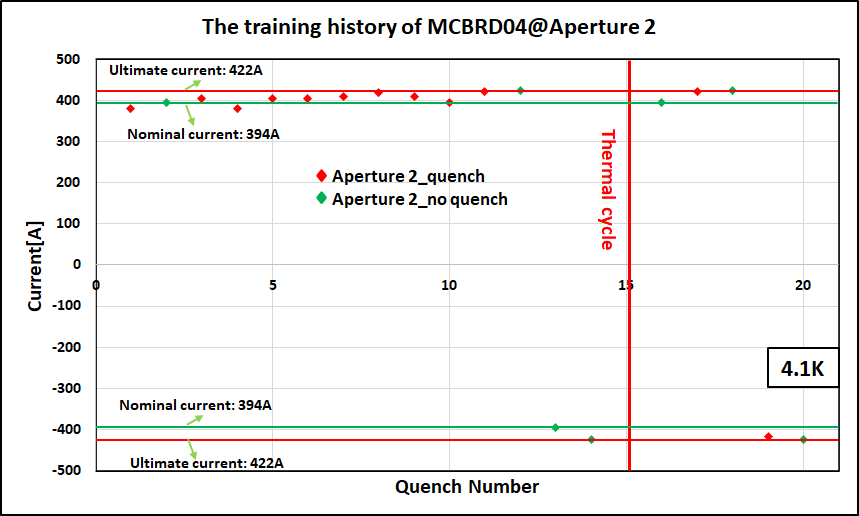 The training history of MCBRD04@Aperture 2
500
Ultimate current: 422A
400
Nominal current: 394A
300
Aperture 2_quench
200
Aperture 2_no quench
100
Thermal cycle
Current[A]
0
0
5
10
15
20
-100
-200
4.1K
-300
Nominal current: 394A
-400
Ultimate current: 422A
-500
Quench Number